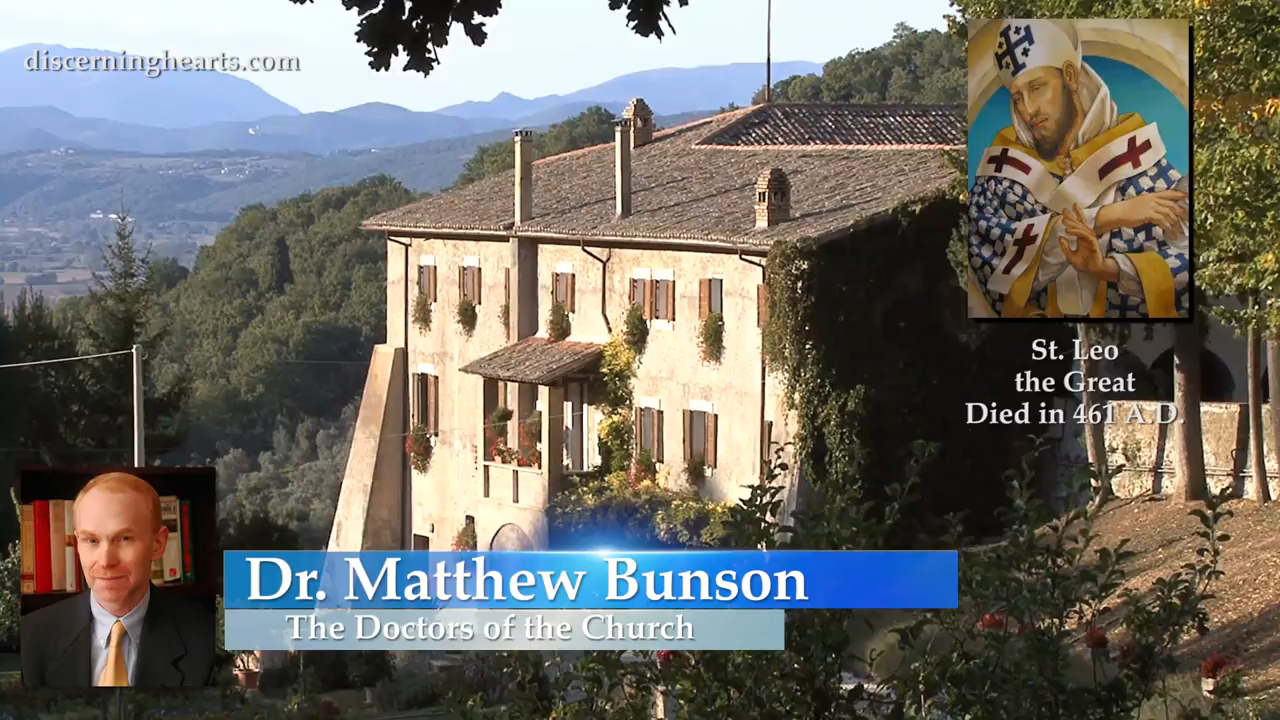 discerninghearts.com
St. Leo
the Great
Died in 461 A.D.
Dr. Matthew Bunson
The Doctors of the Church